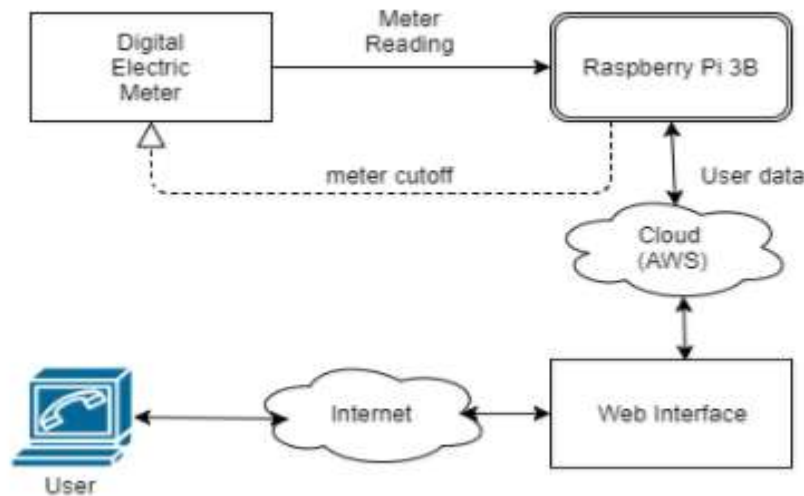 Digital
Electric
Meter
Meter
Reading
Raspberry Pi 3B
meter cutoff
User data
Cloud
(AWS)
Internet
Web Interface
User